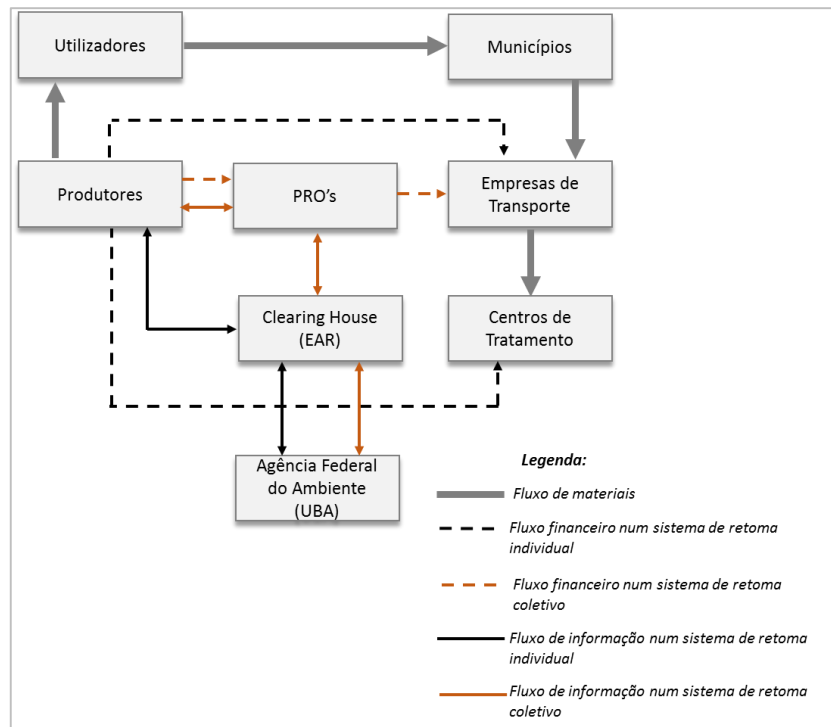 Utilizadores
Municípios
Produtores
PRO's
Empresas de
Transporte
Clearing House
(EAR)
Centros de
Tratamento
Agência Federal
do Ambiente
(UBA)
Legenda:
Fluxo de materiais
Fluxo financeiro num sistema de retoma
individual
Fluxo financeiro num sistema de retoma
coletivo
Fluxo de informação num sistema de retoma
individual
Fluxo de informação num sistema de retoma
coletivo